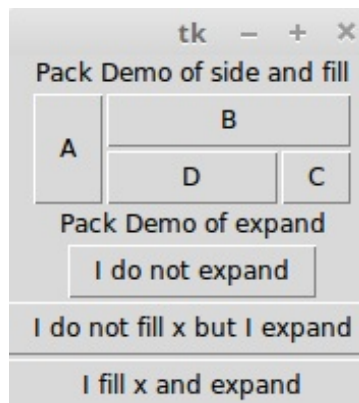 tk
Pack Demo of side and fill
A
B
D
C
Pack Demo of expand
I do not expand
I do not fill x but I expand
I fill x and expand